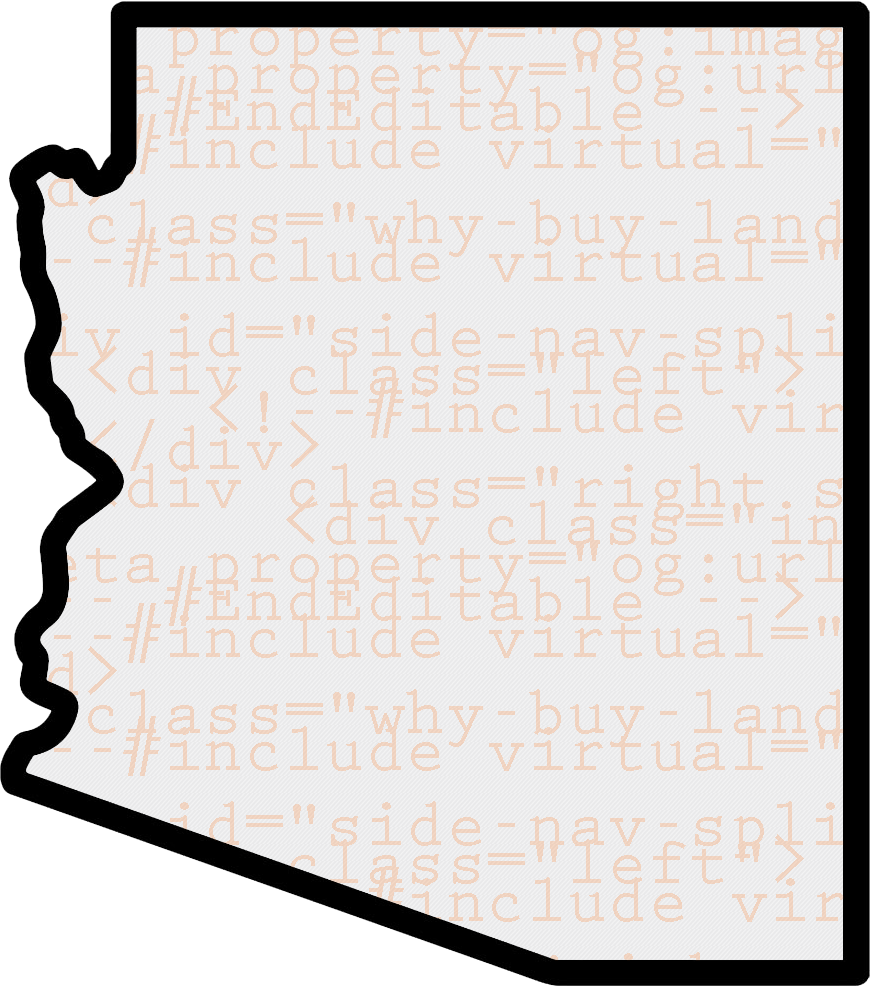 property="og:imag
a property="og:url
#EndEditable -->
#include virtual="
d>
class="why-buy-land
--#include virtual="
iv id="side-nav-spli
<div class="left">
<!--#include vir
</div>
div class="right s
<div class="in
eta property="og:url
-- #EndEditable -->
--#include virtual="
d>
class="why-buy-land
--#include virtual="
id="side-nav-spli
class="left">
#include vir